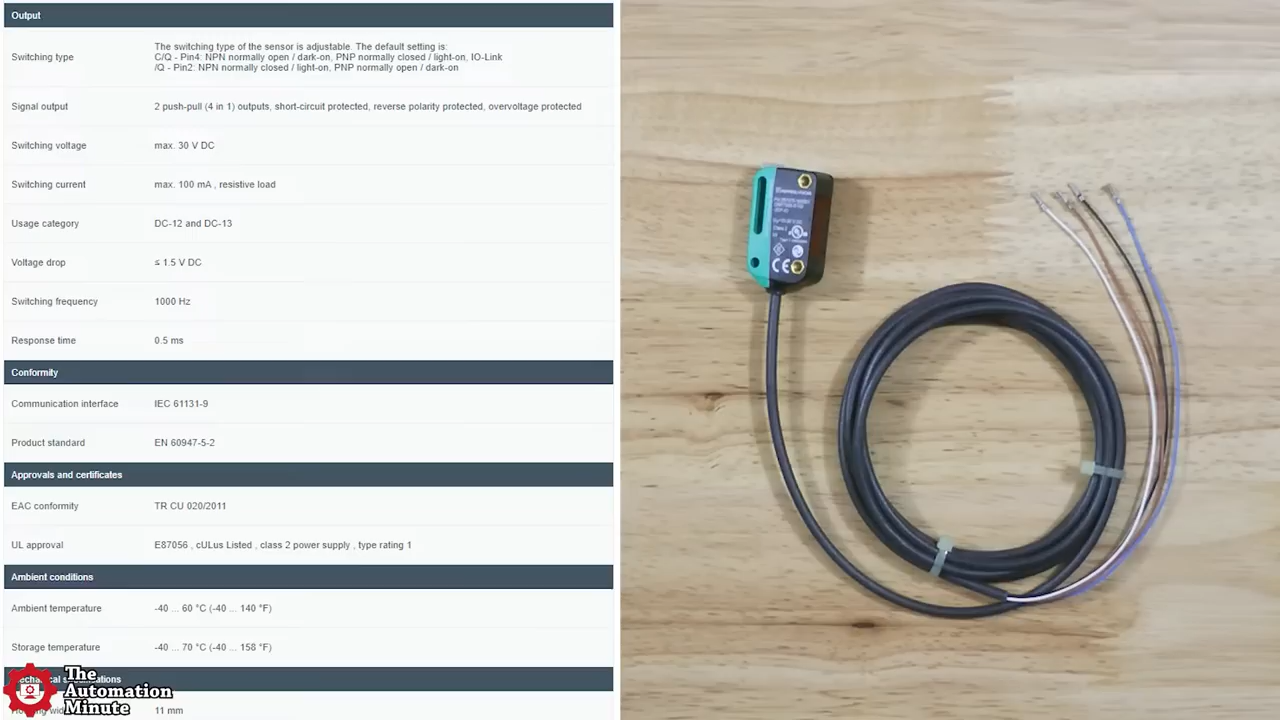 Output
Switching type
The switching type of the sensor is adjustable. The default setting is:
C/Q - Pin4: NPN normally open / dark-on, PNP normally closed / light-on, IO-Link
/Q - Pin2: NPN normally closed / light-on, PNP normally open / dark-on
Signal output
2 push-pull (4 in 1) outputs, short-circuit protected, reverse polarity protected, overvoltage protected
Switching voltage
max. 30 V DC
Switching current
max. 100 mA , resistive load
Usage category
DC-12 and DC-13
Voltage drop
≤ 1.5 V DC
Switching frequency
1000 Hz
Response time
0.5 ms
Conformity
Communication interface
IEC 61131-9
Product standard
EN 60947-5-2
Approvals and certificates
EAC conformity
TR CU 020/2011
UL approval
E87056 , cULus Listed , class 2 power supply , type rating 1
Ambient conditions
Ambient temperature
-40 ... 60 °C (-40 ... 140 °F)
Storage temperature
-40 ... 70 °C (-40 ... 158 °F)
11 mm
The
Automation
Minute
CE